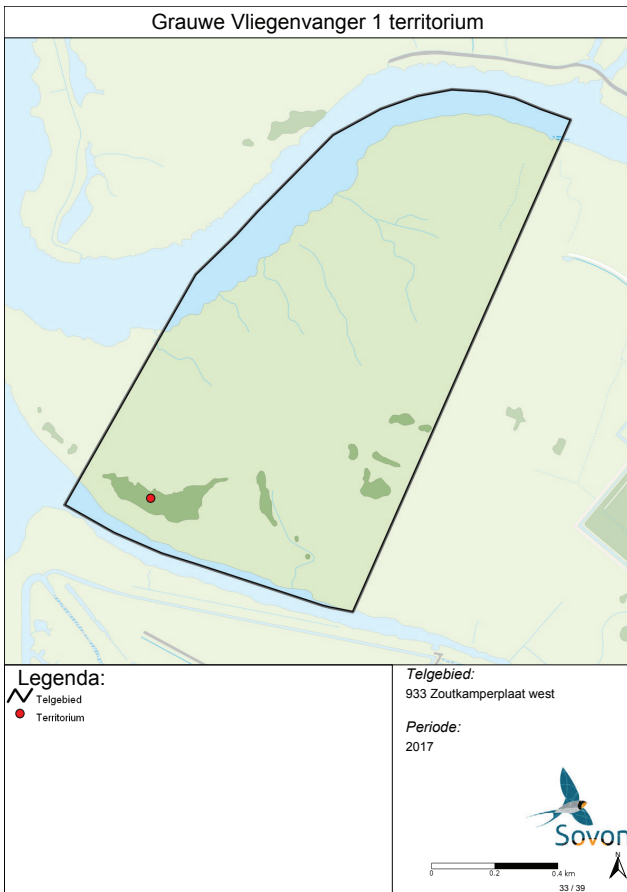 Grauwe Vliegenvanger 1 territorium
7
Legenda:
Telgebied
Territorium
Telgebied:
933 Zoutkamperplaat west
Periode:
2017
Sovon
N
0 0.2 0.4 km
33 / 39